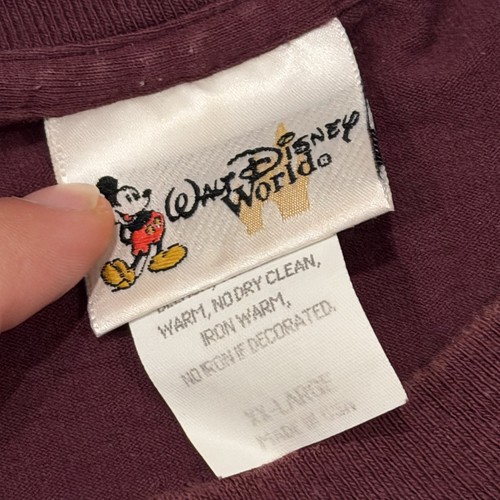 Walt Disney
World®
WARM, NO DRY CLEAN,
IRON WARM,
NO IRON IF DECORATED.
XX-LARGE
MADE IN USA